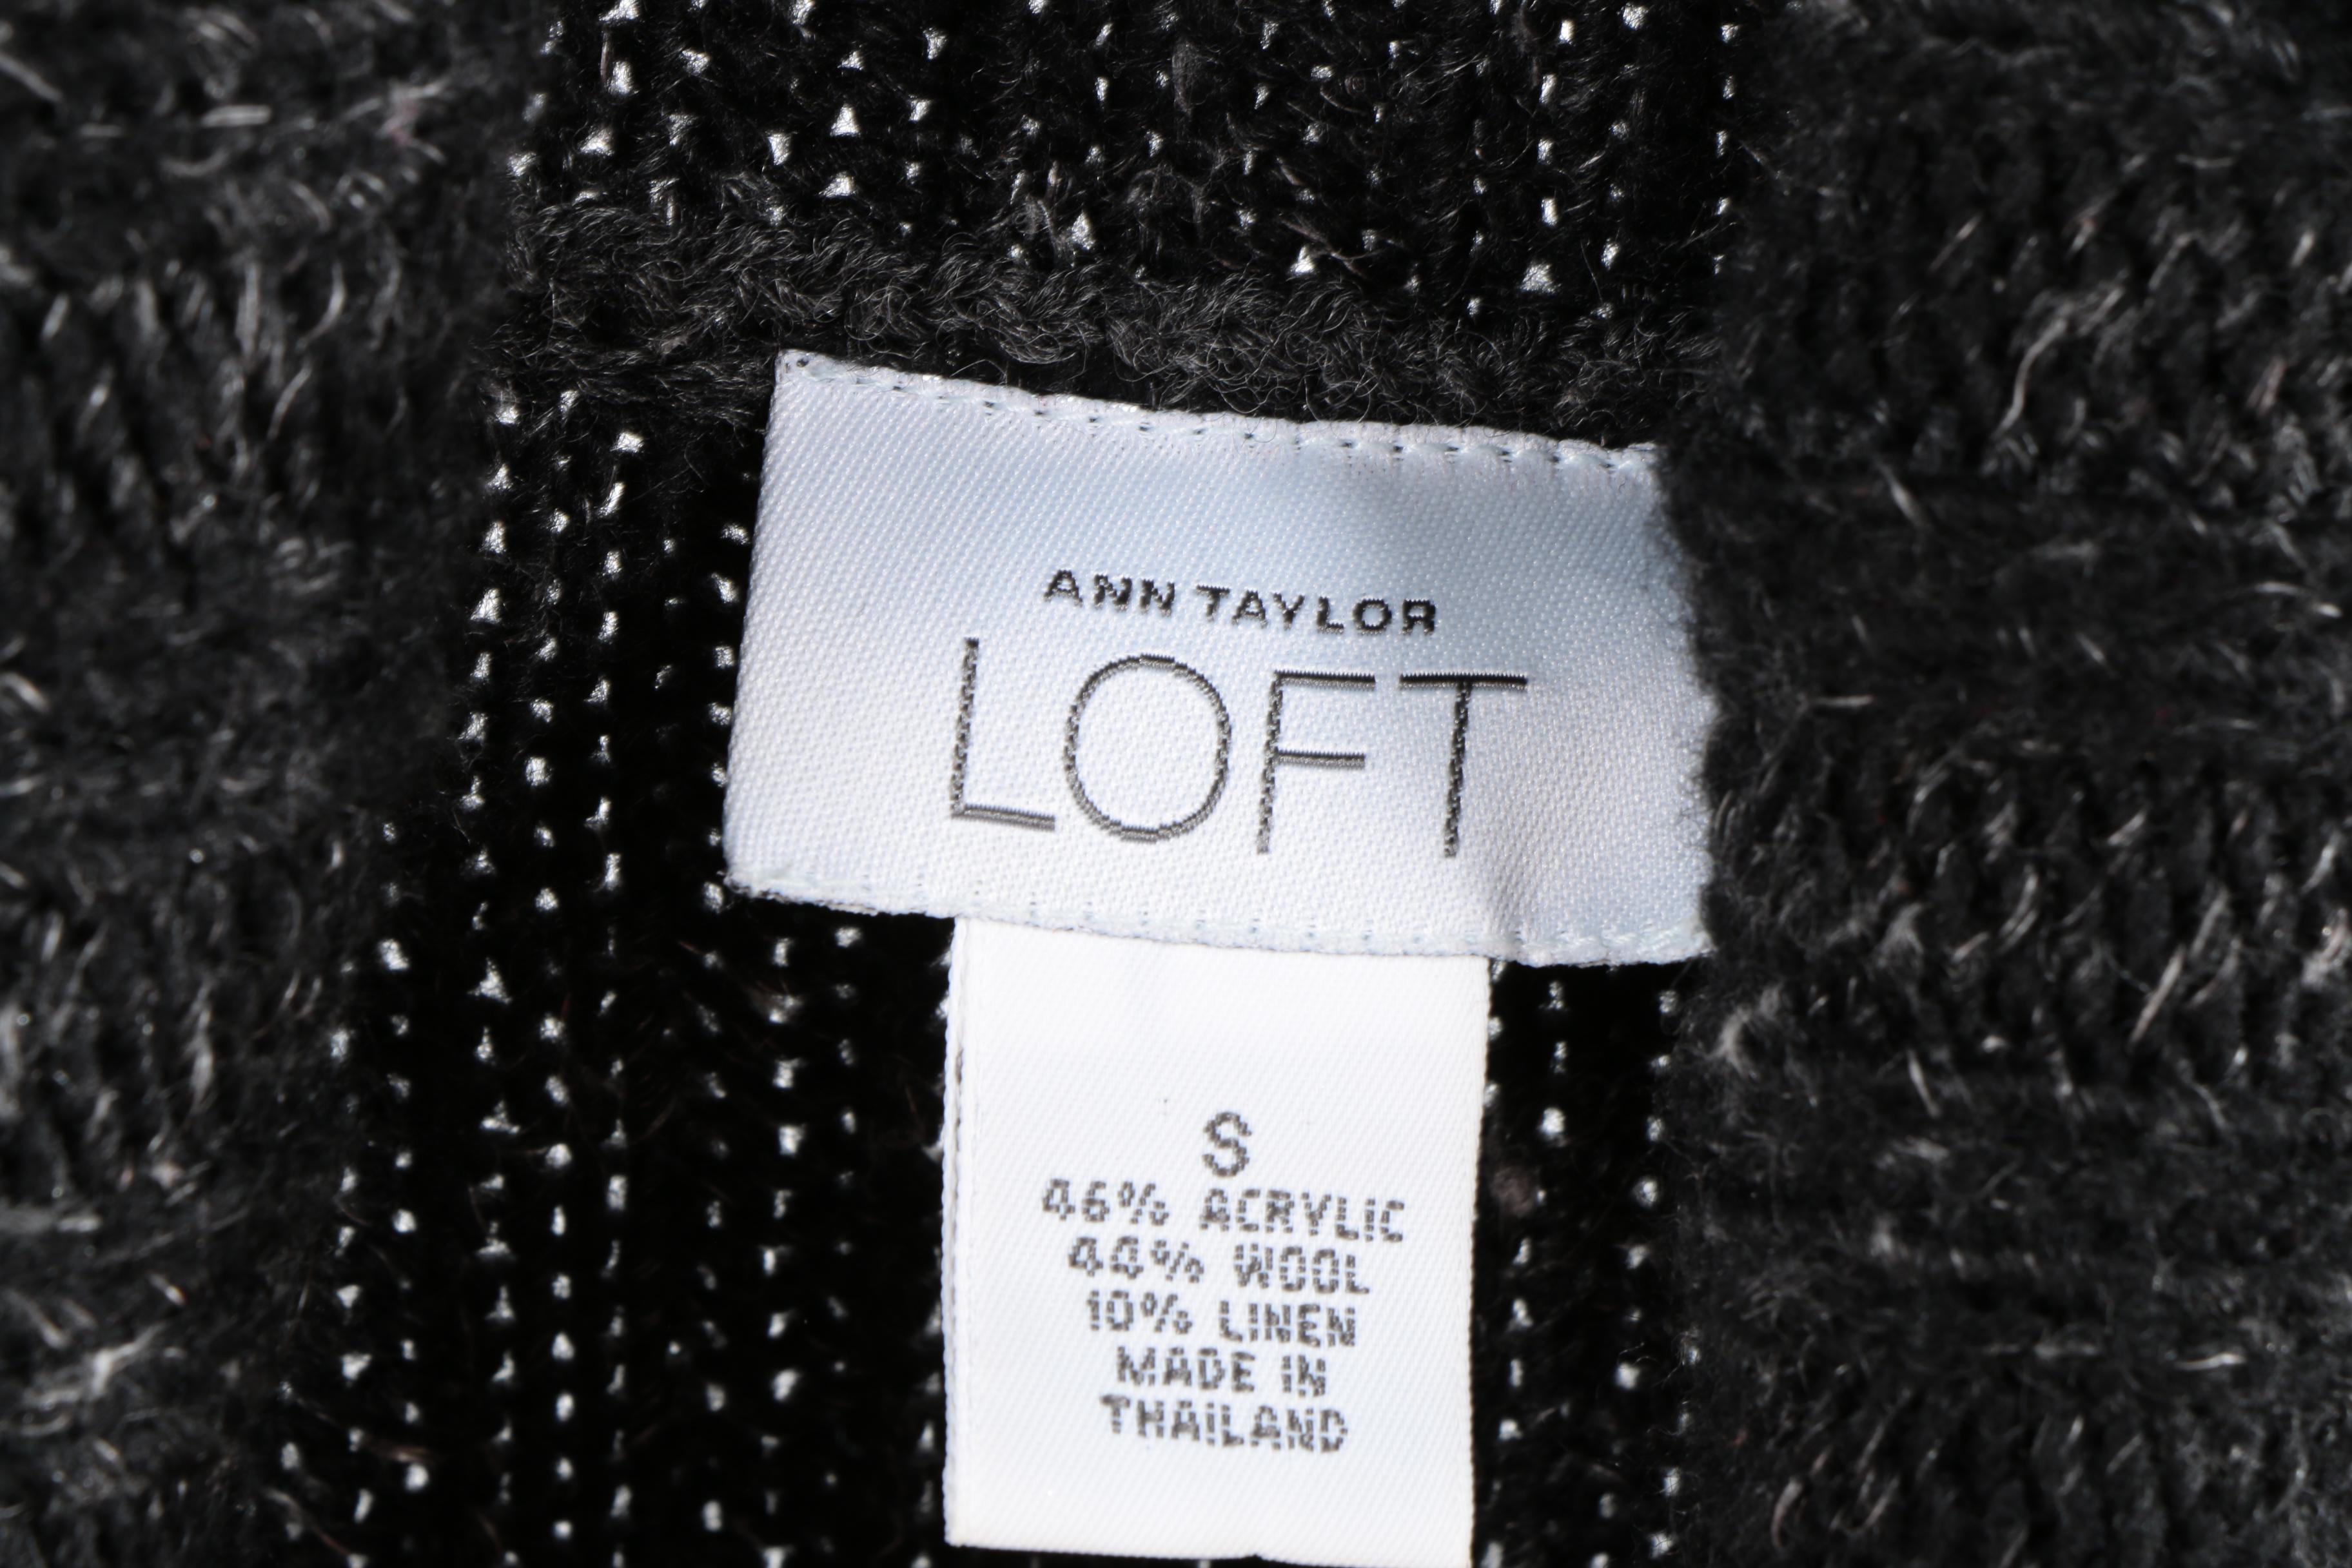 ANN TAYLOR
LOFT
S
46% ACRYLIC
44% WOOL
10% LINEN
MADE IN
THAILAND